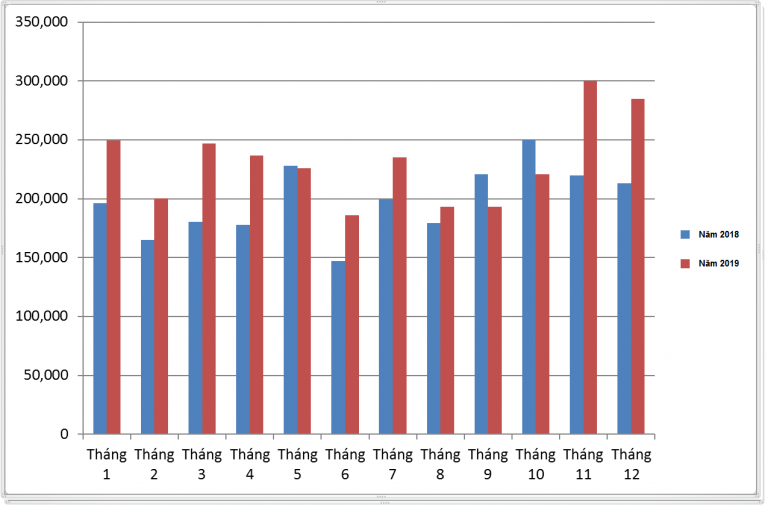 350,000
300,000
250,000
200,000
150,000
100,000
50,000
0
Tháng 1
Tháng 2
Tháng 3
Tháng 4
Tháng 5
Tháng 6
Tháng 7
Tháng 8
Tháng 9
Tháng 10
Tháng 11
Tháng 12
Năm 2018
Năm 2019